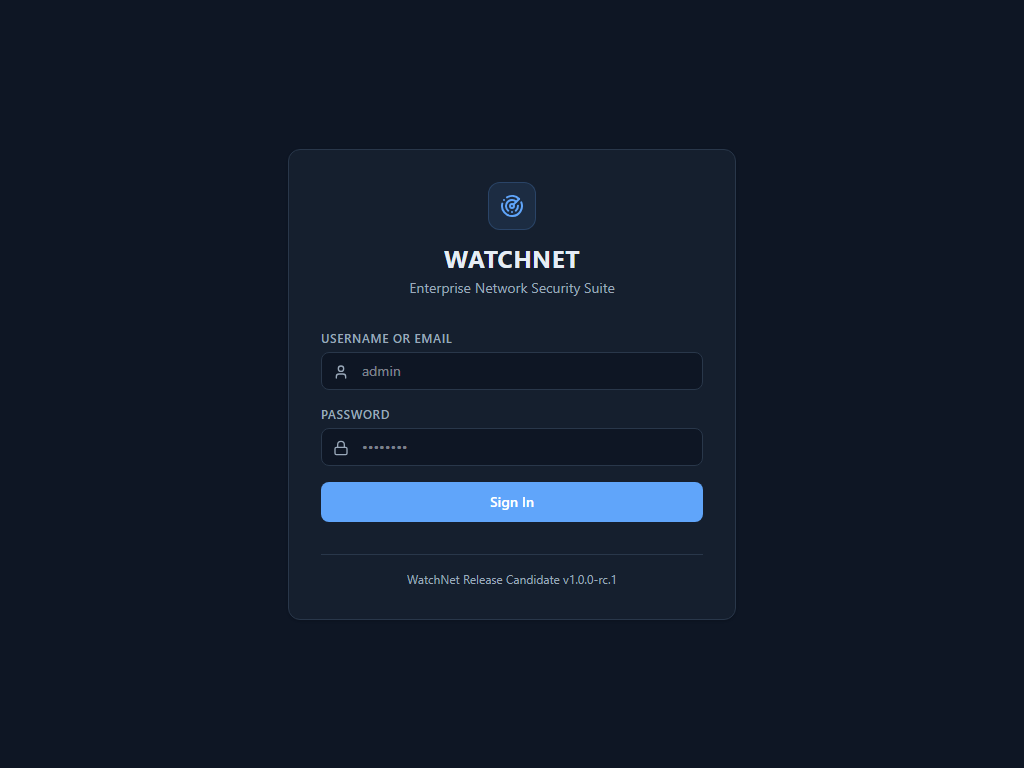 WATCHNET
Enterprise Network Security Suite
USERNAME OR EMAIL
admin
PASSWORD
••••••••
Sign In
WatchNet Release Candidate v1.0.0-rc.1